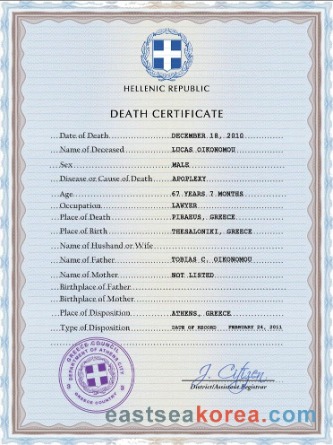 HELLENIC REPUBLIC
DEATH CERTIFICATE
Date of Death DECEMBER 18, 2010
Name of Deceased LUCAS OIKONOMOU
Sex MALE
Disease or Cause of Death APOPLEXY
Age 67 YEARS 7 MONTHS
Occupation LAWYER
Place of Death PIRAEUS, GREECE
Place of Birth THESALONIKI, GREECE
Name of Husband or Wife
Name of Father TOBIAS C. OIKONOMOU
Name of Mother NOT LISTED
Birthplace of Father
Birthplace of Mother
Place of Disposition ATHENS, GREECE
Type of Disposition DATE OF RECORD FEBRUARY 26, 2011
GREECE COUNCIL
DEPARTMENT OF ATHENS CITY
GREECE COUNTRY
J. Citizen
District/Assistant Registrar
eastseakorea.com